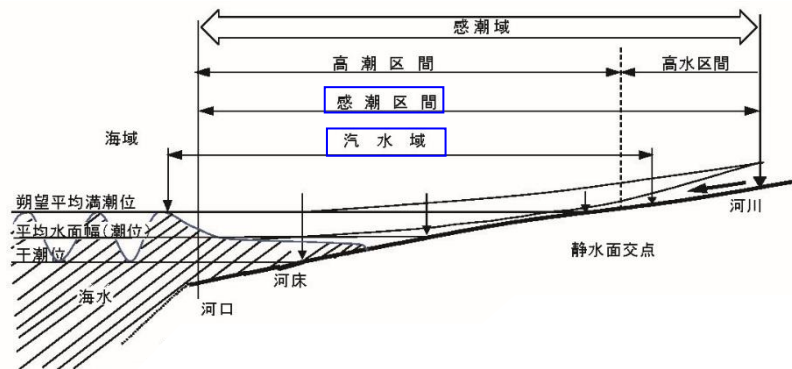 感潮域
高潮区間
高水区間
感潮区間
海域
汽水域
朔望平均満潮位
平均水面幅(潮位)
干潮位
河川
静水面交点
河床
海水
河口